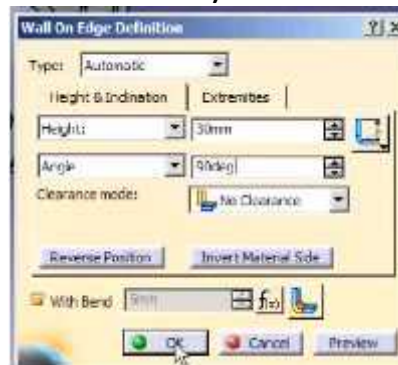 Wall On Edge Definition ? X
Type: Automatic
Height & Inclination Extremities
Height: 30mm
Angle 90deg
Clearance mode: No Clearance
Reverse Position Invert Material Side
With Bend 5mm f(x)
OK Cancel Preview